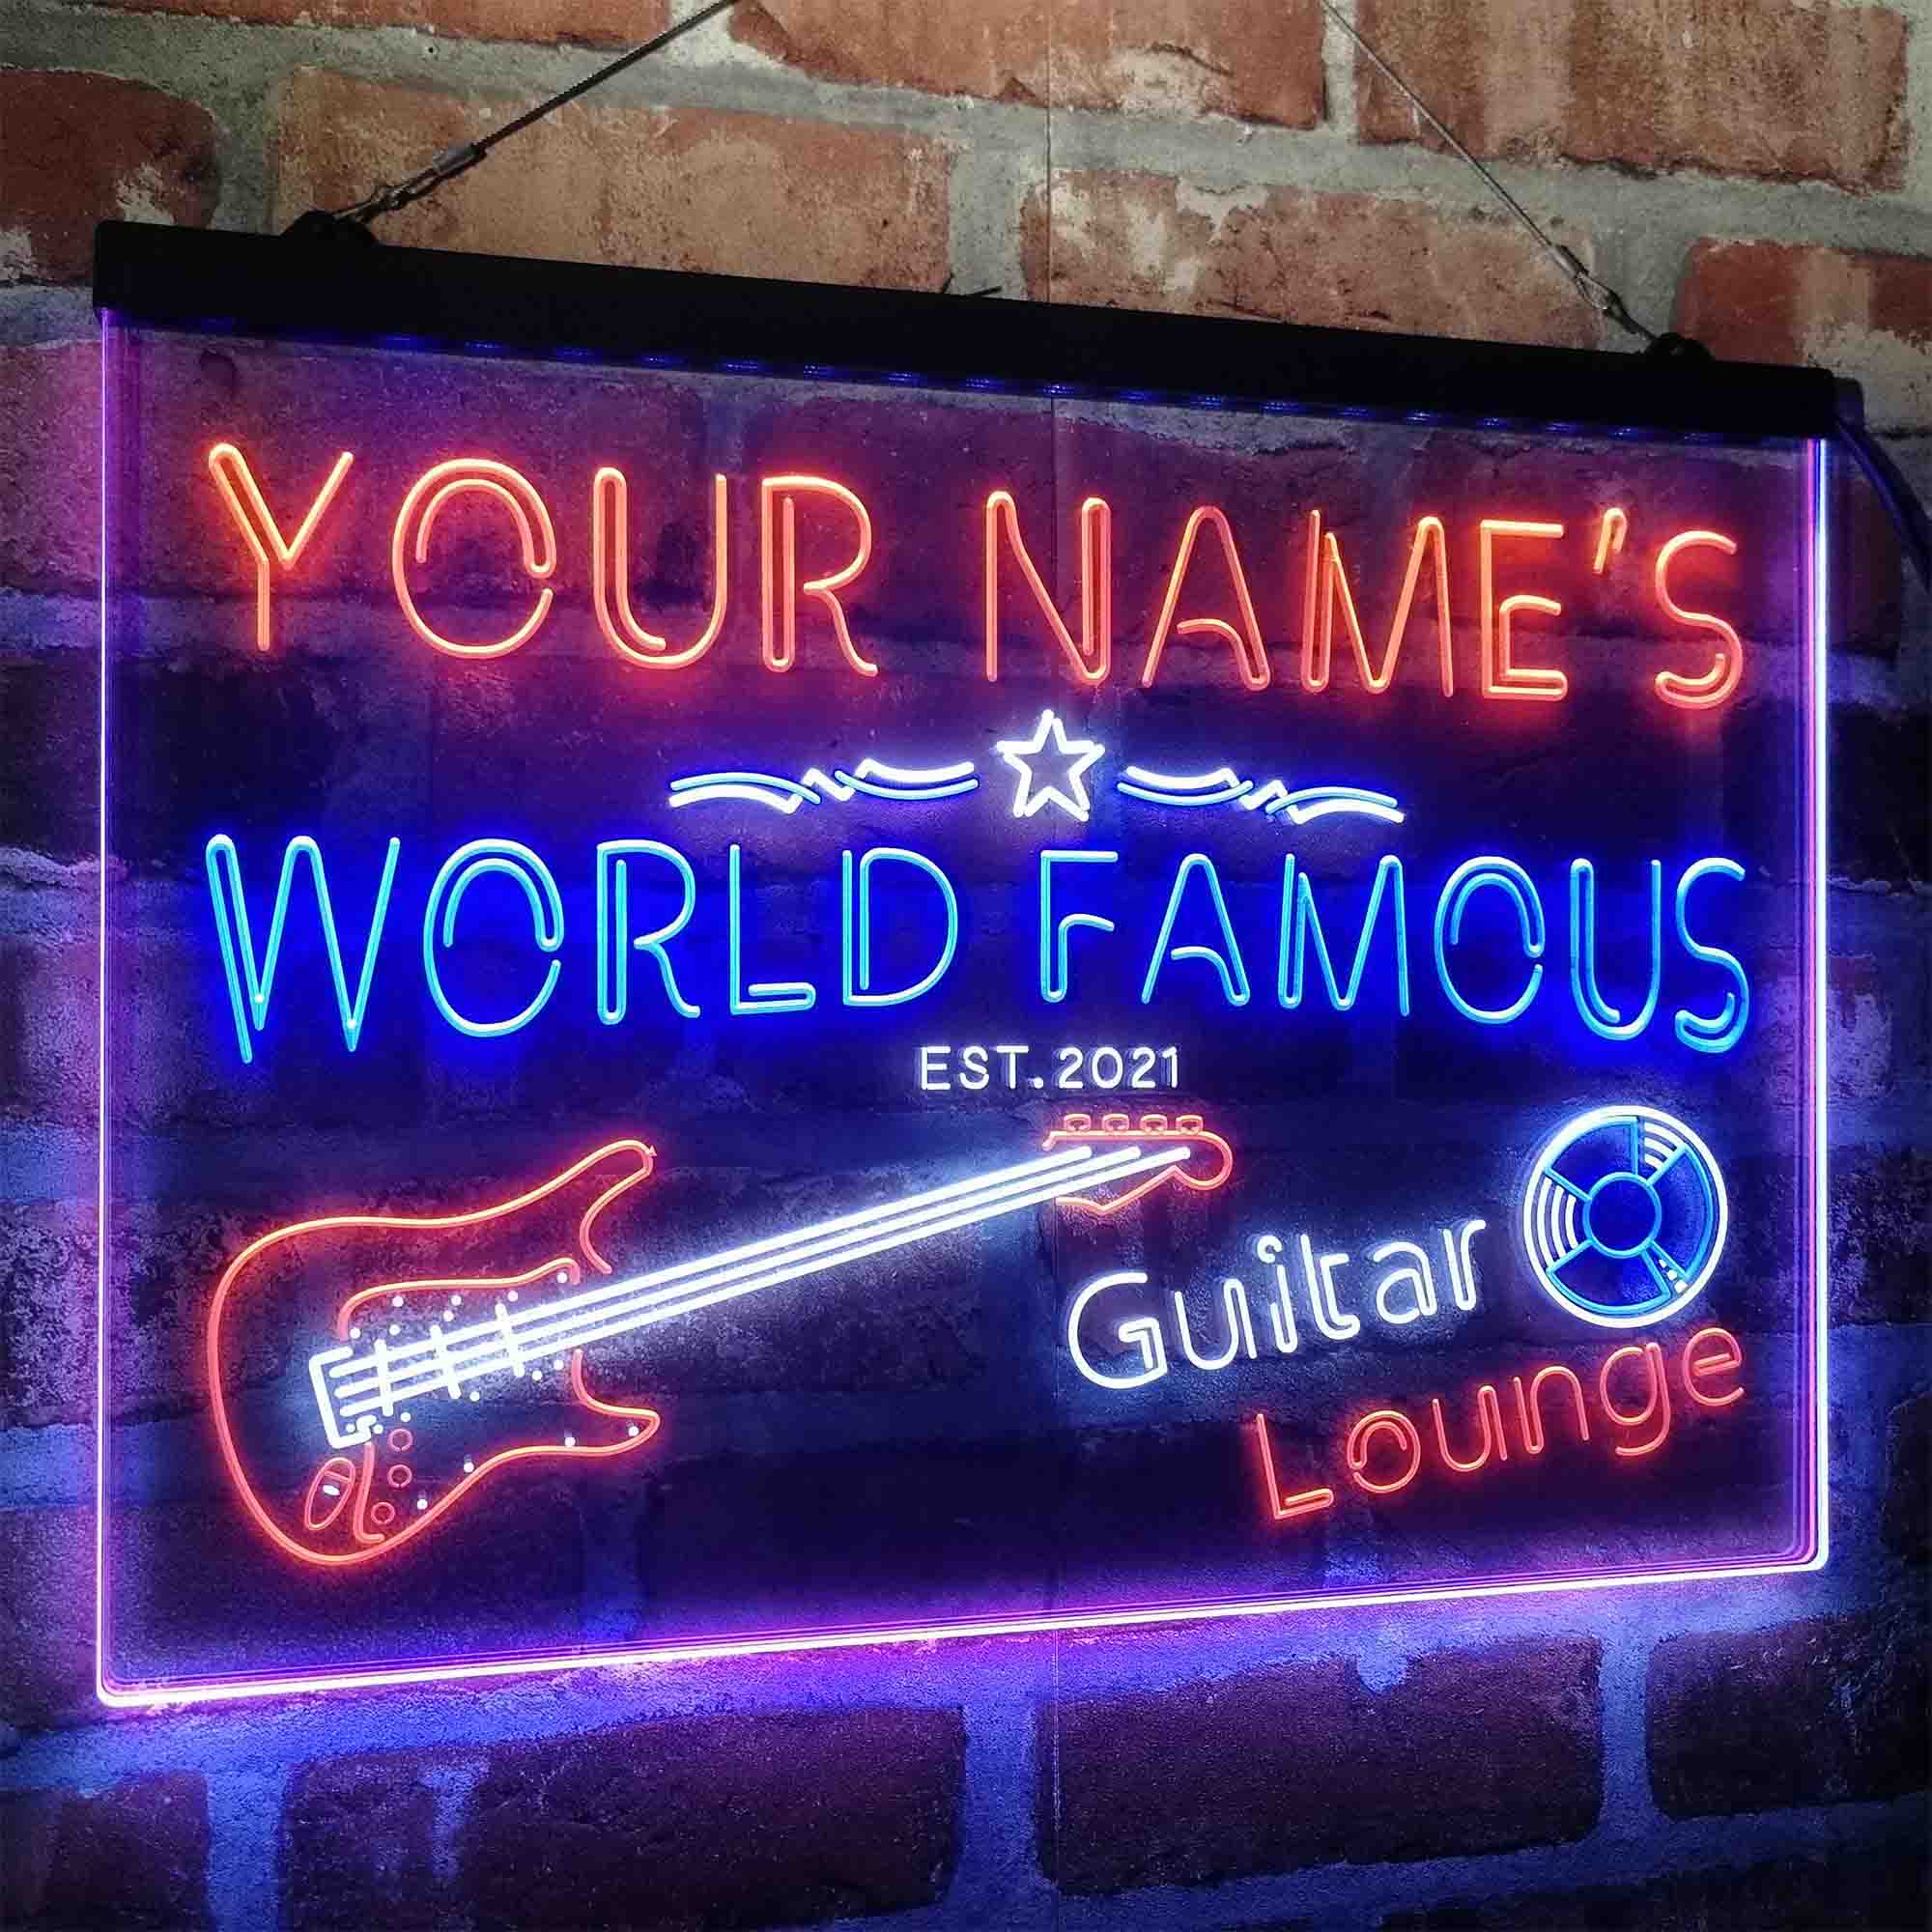 YOUR NAME'S
WORLD FAMOUS
EST.2021
Guitar
Lounge